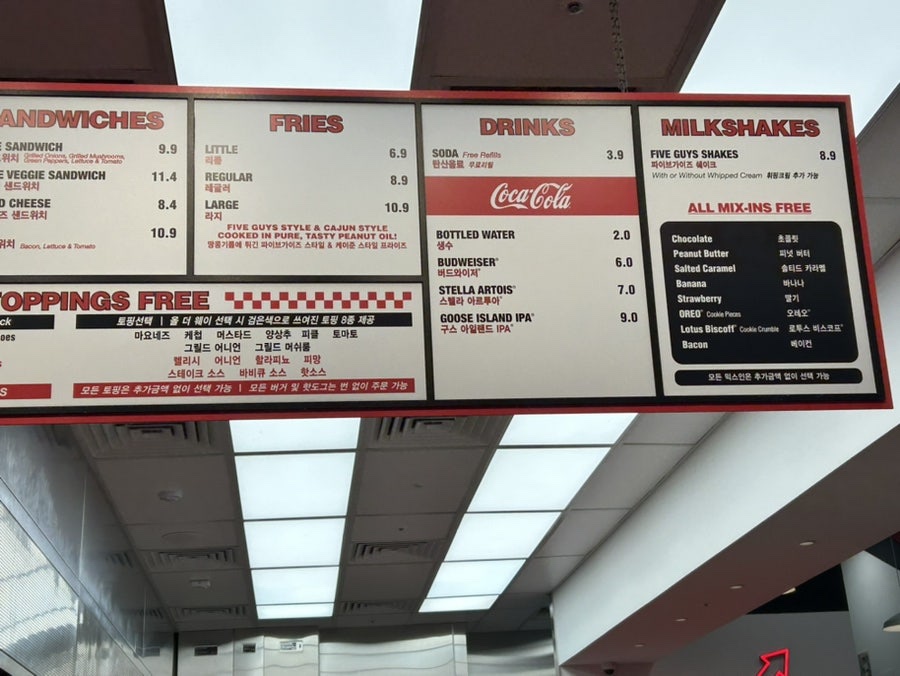 ANDWICHES
E SANDWICH 9.9
위치 Grilled Onions, Grilled Mushrooms, Green Peppers, Lettuce & Tomato
E VEGGIE SANDWICH 11.4
샌드위치
D CHEESE 8.4
즈 샌드위치
10.9
위치 Bacon, Lettuce & Tomato
FRIES
LITTLE 6.9
리틀
REGULAR 8.9
레귤러
LARGE 10.9
라지
FIVE GUYS STYLE & CAJUN STYLE
COOKED IN PURE, TASTY PEANUT OIL!
땅콩기름에 튀긴 파이브가이즈 스타일 & 케이준 스타일 프라이즈
OPPINGS FREE
토핑선택 | 올 더 웨이 선택 시 검은색으로 쓰여진 토핑 8종 제공
마요네즈 케첩 머스타드 양상추 피클 토마토
그릴드 어니언 그릴드 머쉬룸
렐리시 어니언 할라피뇨 피망
스테이크 소스 바비큐 소스 핫소스
모든 토핑은 추가금액 없이 선택 가능 | 모든 버거 및 핫도그는 번 없이 주문 가능
DRINKS
SODA Free Refills 3.9
탄산음료 무료리필
Coca-Cola
BOTTLED WATER 2.0
생수
BUDWEISER® 6.0
버드와이저®
STELLA ARTOIS® 7.0
스텔라 아르투아®
GOOSE ISLAND IPA® 9.0
구스 아일랜드 IPA®
MILKSHAKES
FIVE GUYS SHAKES 8.9
파이브가이즈 쉐이크
With or Without Whipped Cream 휘핑크림 추가 가능
ALL MIX-INS FREE
Chocolate 초콜릿
Peanut Butter 피넛 버터
Salted Caramel 솔티드 카라멜
Banana 바나나
Strawberry 딸기
OREO® Cookie Pieces 오레오®
Lotus Biscoff® Cookie Crumble 로투스 비스코프®
Bacon 베이컨
모든 믹스인은 추가금액 없이 선택 가능